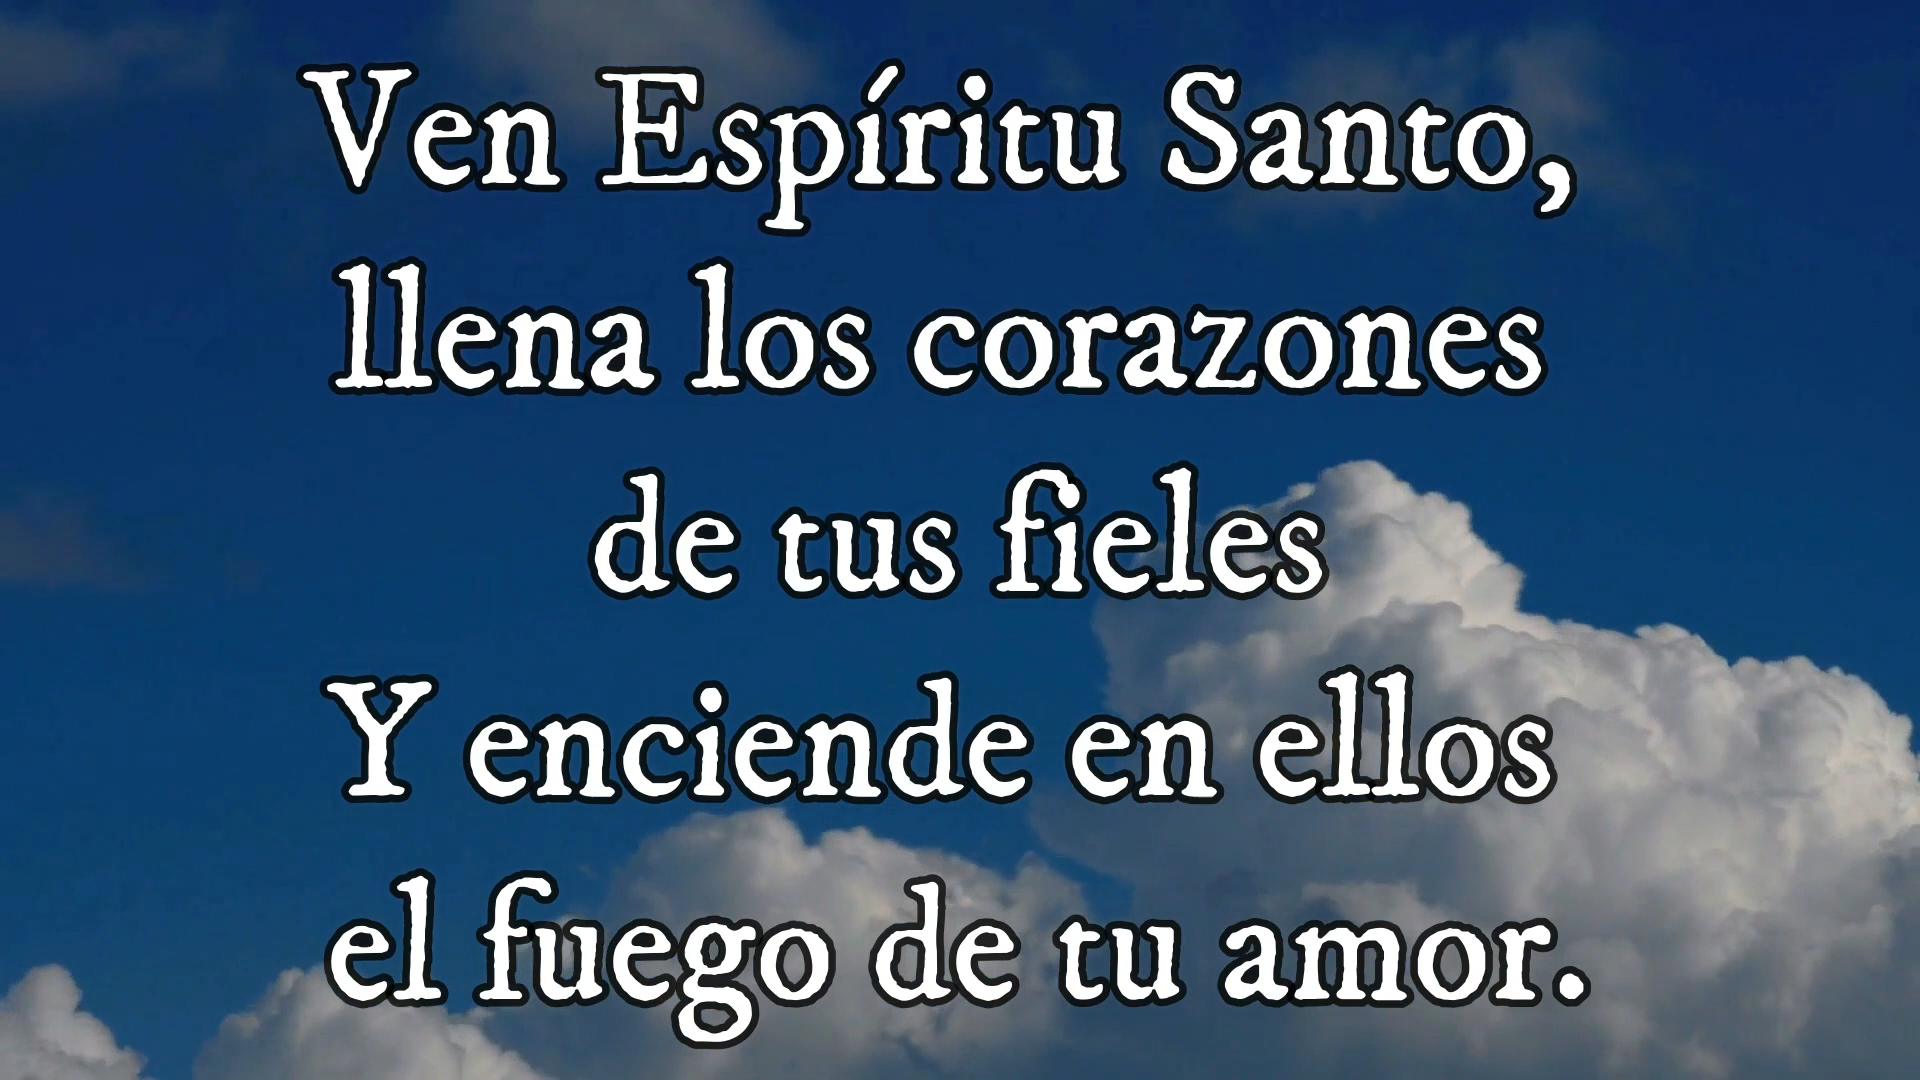 Ven Espíritu Santo,
llena los corazones
de tus fieles
Y enciende en ellos
el fuego de tu amor.